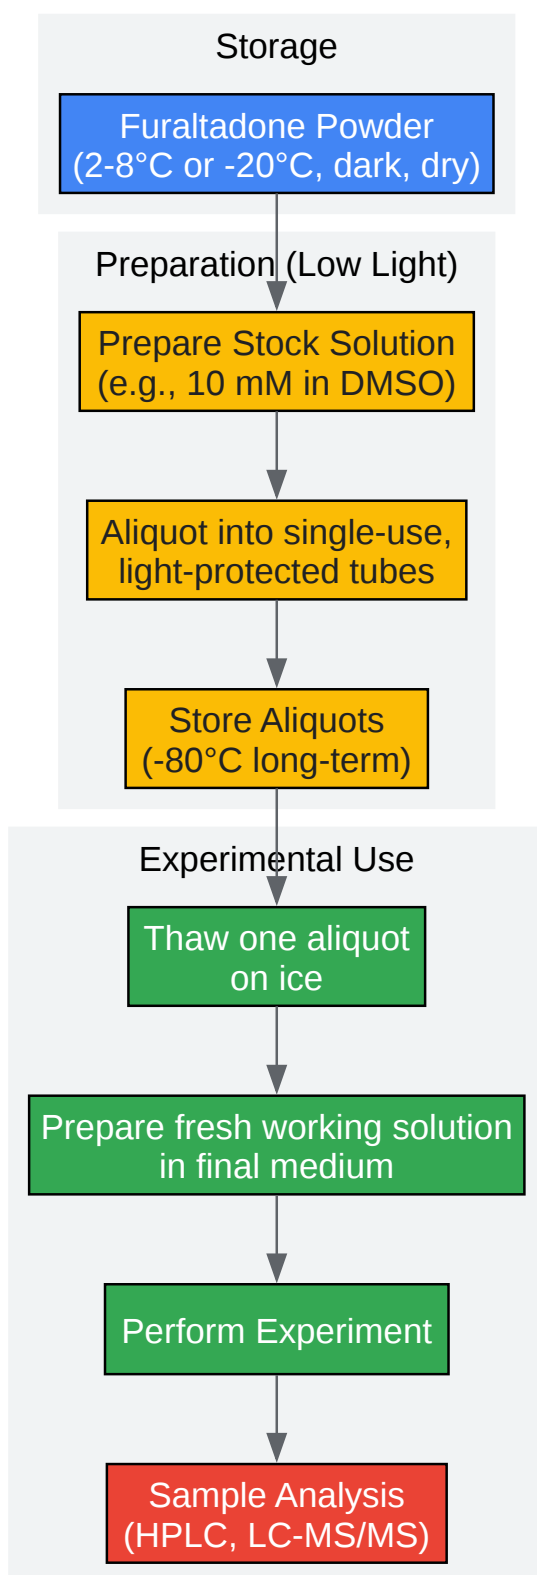 Storage
Furaltadone Powder
(2-8°C or -20°C, dark, dry)
Preparation (Low Light)
Prepare Stock Solution
(e.g., 10 mM in DMSO)
Aliquot into single-use,
light-protected tubes
Store Aliquots
(-80°C long-term)
Experimental Use
Thaw one aliquot
on ice
Prepare fresh working solution
in final medium
Perform Experiment
Sample Analysis
(HPLC, LC-MS/MS)